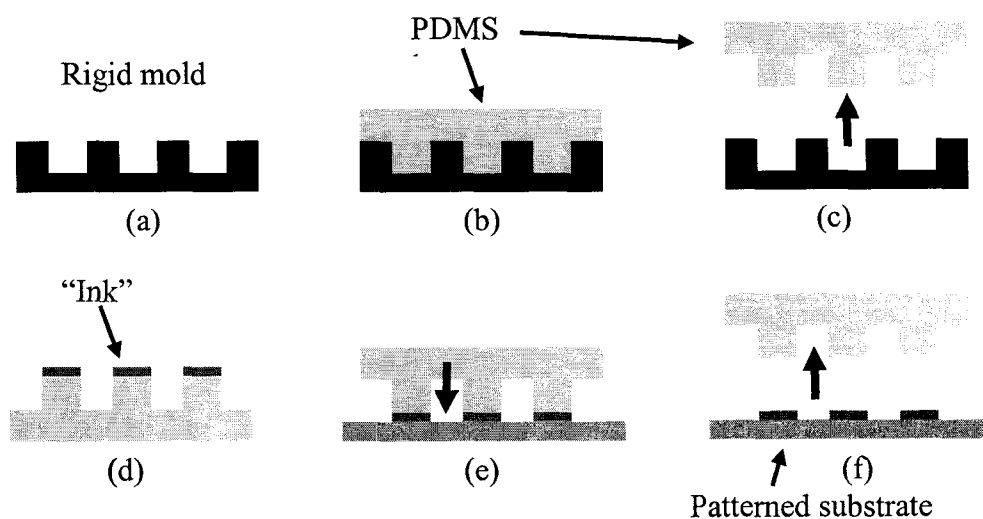 PDMS
Rigid mold
(a)
(b)
(c)
“Ink”
(d)
(e)
(f)
Patterned substrate